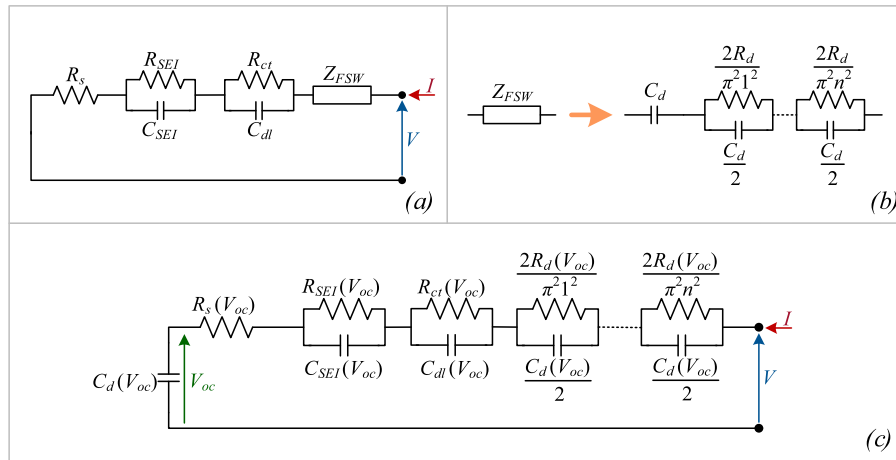 R_s
R_SEI
C_SEI
R_ct
C_dl
Z_FSW
I
V
(a)
Z_FSW
C_d
2R_d
π²1²
C_d
2
2R_d
π²n²
C_d
2
(b)
C_d(V_oc)
V_oc
R_s(V_oc)
R_SEI(V_oc)
C_SEI(V_oc)
R_ct(V_oc)
C_dl(V_oc)
2R_d(V_oc)
π²1²
C_d(V_oc)
2
2R_d(V_oc)
π²n²
C_d(V_oc)
2
I
V
(c)